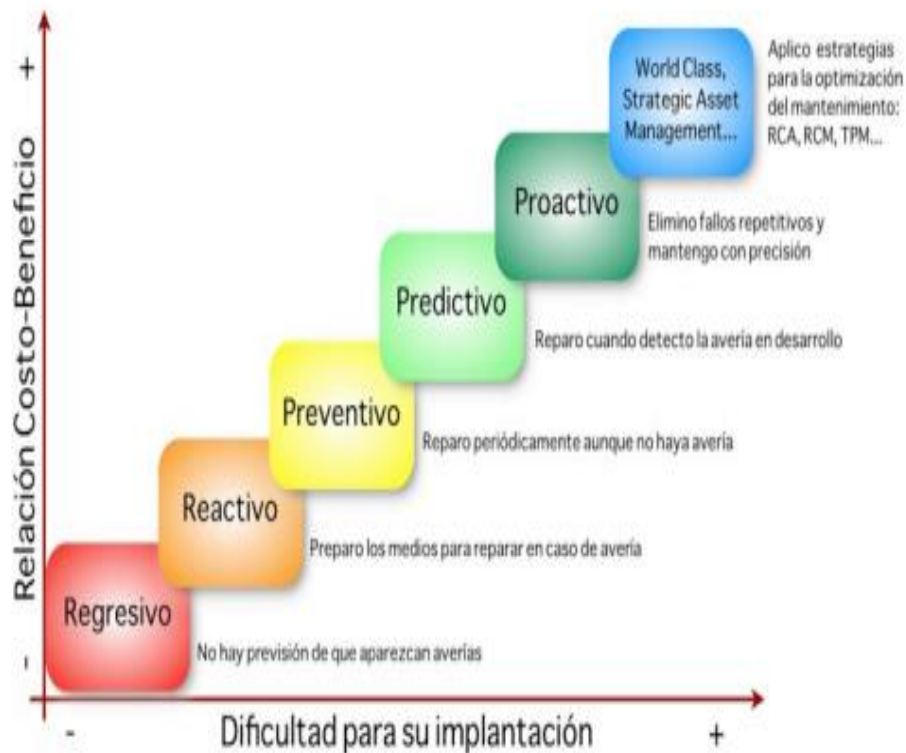 +
Relación Costo-Beneficio
-
World Class,
Strategic Asset
Management...
Aplico estrategias
para la optimización
del mantenimiento:
RCA, RCM, TPM...
Proactivo
Elimino fallos repetitivos y
mantengo con precisión
Predictivo
Reparo cuando detecto la avería en desarrollo
Preventivo
Reparo periódicamente aunque no haya avería
Reactivo
Preparo los medios para reparar en caso de avería
Regresivo
No hay previsión de que aparezcan averías
- Dificultad para su implantación +